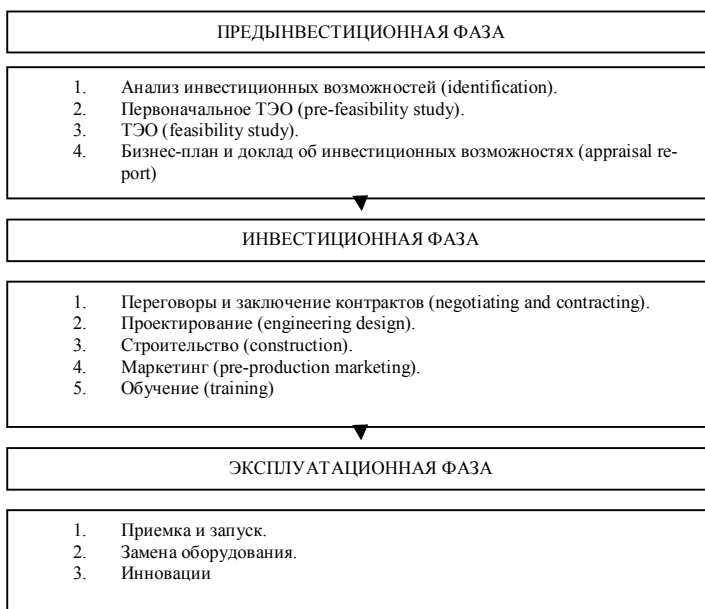 ПРЕДЫНВЕСТИЦИОННАЯ ФАЗА
1. Анализ инвестиционных возможностей (identification).
2. Первоначальное ТЭО (pre-feasibility study).
3. ТЭО (feasibility study).
4. Бизнес-план и доклад об инвестиционных возможностях (appraisal re-
port)
ИНВЕСТИЦИОННАЯ ФАЗА
1. Переговоры и заключение контрактов (negotiating and contracting).
2. Проектирование (engineering design).
3. Строительство (construction).
4. Маркетинг (pre-production marketing).
5. Обучение (training)
ЭКСПЛУАТАЦИОННАЯ ФАЗА
1. Приемка и запуск.
2. Замена оборудования.
3. Инновации